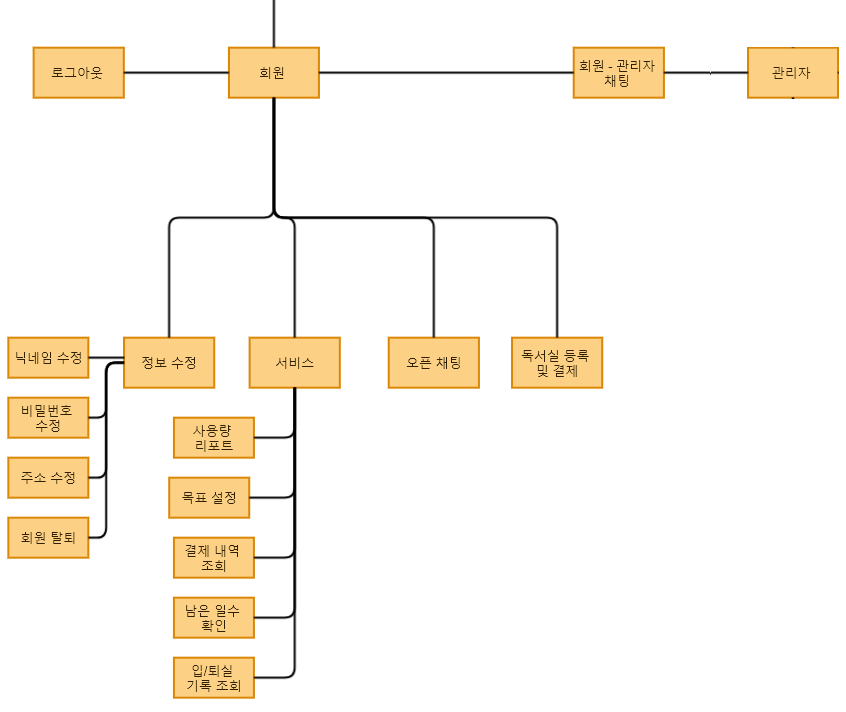 로그아웃
회원
회원 - 관리자
채팅
관리자
닉네임 수정
비밀번호
수정
주소 수정
회원 탈퇴
정보 수정
서비스
사용량
리포트
목표 설정
결제 내역
조회
남은 일수
확인
입/퇴실
기록 조회
오픈 채팅
독서실 등록
및 결제